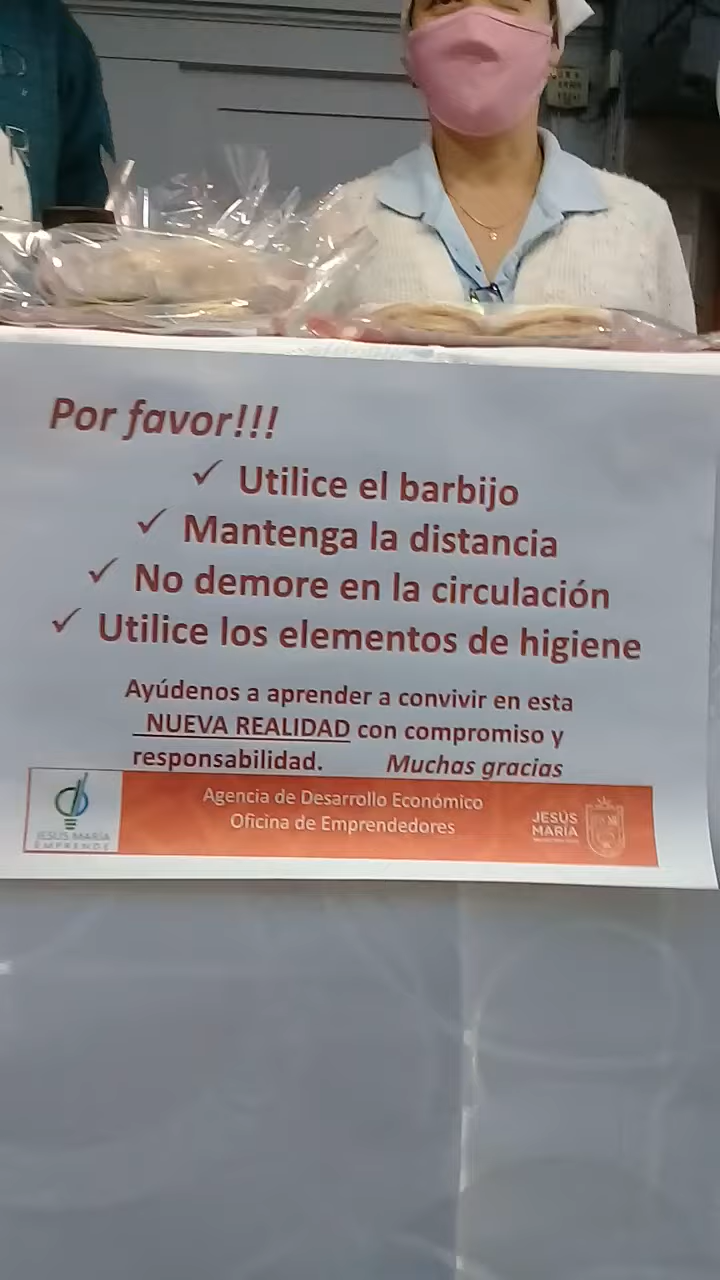 Por favor!!!
✓ Utilice el barbijo
✓ Mantenga la distancia
✓ No demore en la circulación
✓ Utilice los elementos de higiene
Ayúdenos a aprender a convivir en esta
NUEVA REALIDAD con compromiso y
responsabilidad. Muchas gracias
Agencia de Desarrollo Económico
Oficina de Emprendedores
JESÚS MARÍA
EMPRENDE
JESÚS
MARÍA